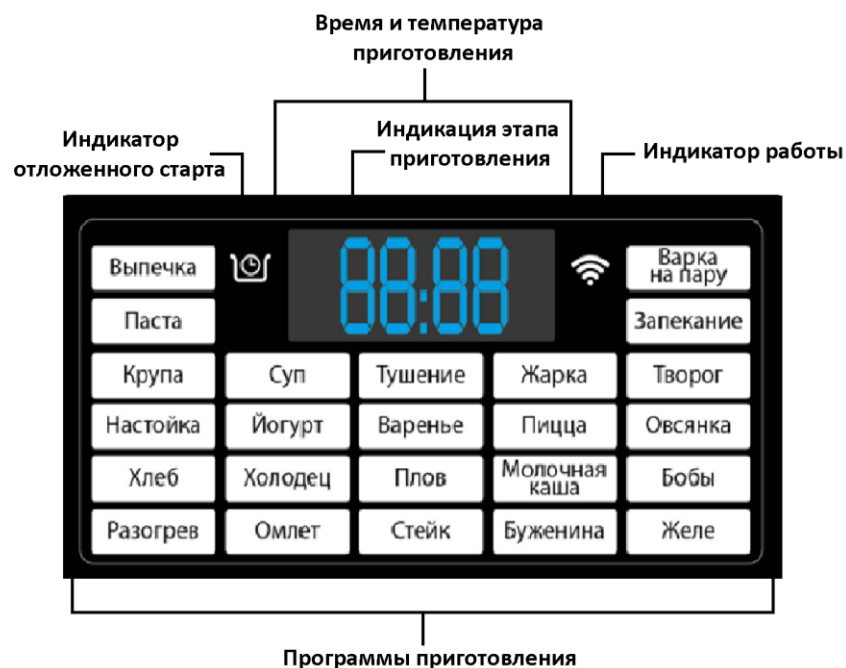 Время и температура
приготовления
Индикатор
отложенного старта
Индикация этапа
приготовления
Индикатор работы
Выпечка
88:88
Варка
на пару
Паста
Запекание
Крупа
Суп
Тушение
Жарка
Творог
Настойка
Йогурт
Варенье
Пицца
Овсянка
Хлеб
Холодец
Плов
Молочная
каша
Бобы
Разогрев
Омлет
Стейк
Буженина
Желе
Программы приготовления